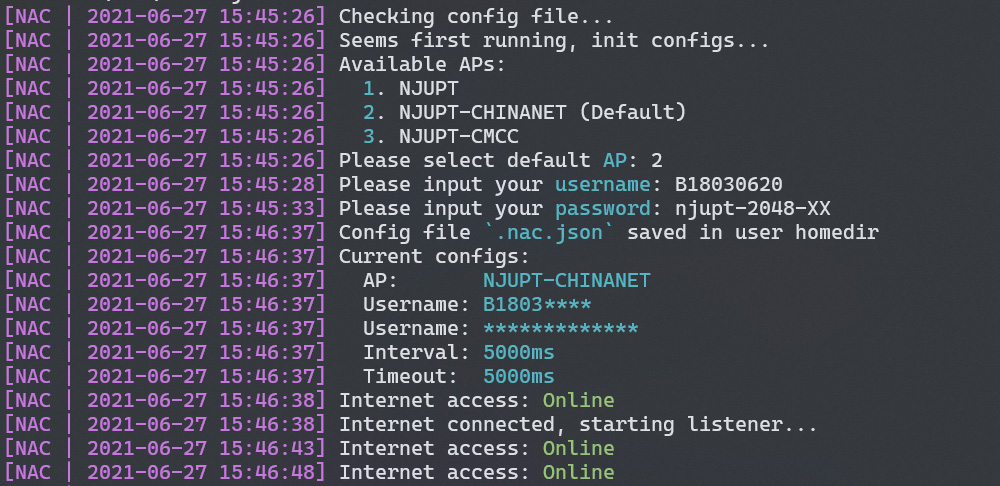 [NAC | 2021-06-27 15:45:26] Checking config file...
[NAC | 2021-06-27 15:45:26] Seems first running, init configs...
[NAC | 2021-06-27 15:45:26] Available APs:
[NAC | 2021-06-27 15:45:26]   1. NJUPT
[NAC | 2021-06-27 15:45:26]   2. NJUPT-CHINANET (Default)
[NAC | 2021-06-27 15:45:26]   3. NJUPT-CMCC
[NAC | 2021-06-27 15:45:26] Please select default AP: 2
[NAC | 2021-06-27 15:45:28] Please input your username: B18030620
[NAC | 2021-06-27 15:45:33] Please input your password: njupt-2048-XX
[NAC | 2021-06-27 15:46:37] Config file `.nac.json` saved in user homedir
[NAC | 2021-06-27 15:46:37] Current configs:
[NAC | 2021-06-27 15:46:37]   AP:       NJUPT-CHINANET
[NAC | 2021-06-27 15:46:37]   Username: B1803****
[NAC | 2021-06-27 15:46:37]   Username: *************
[NAC | 2021-06-27 15:46:37]   Interval: 5000ms
[NAC | 2021-06-27 15:46:37]   Timeout:  5000ms
[NAC | 2021-06-27 15:46:38] Internet access: Online
[NAC | 2021-06-27 15:46:38] Internet connected, starting listener...
[NAC | 2021-06-27 15:46:43] Internet access: Online
[NAC | 2021-06-27 15:46:48] Internet access: Online